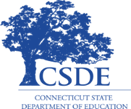 CSDE
CONNECTICUT STATE
DEPARTMENT OF EDUCATION